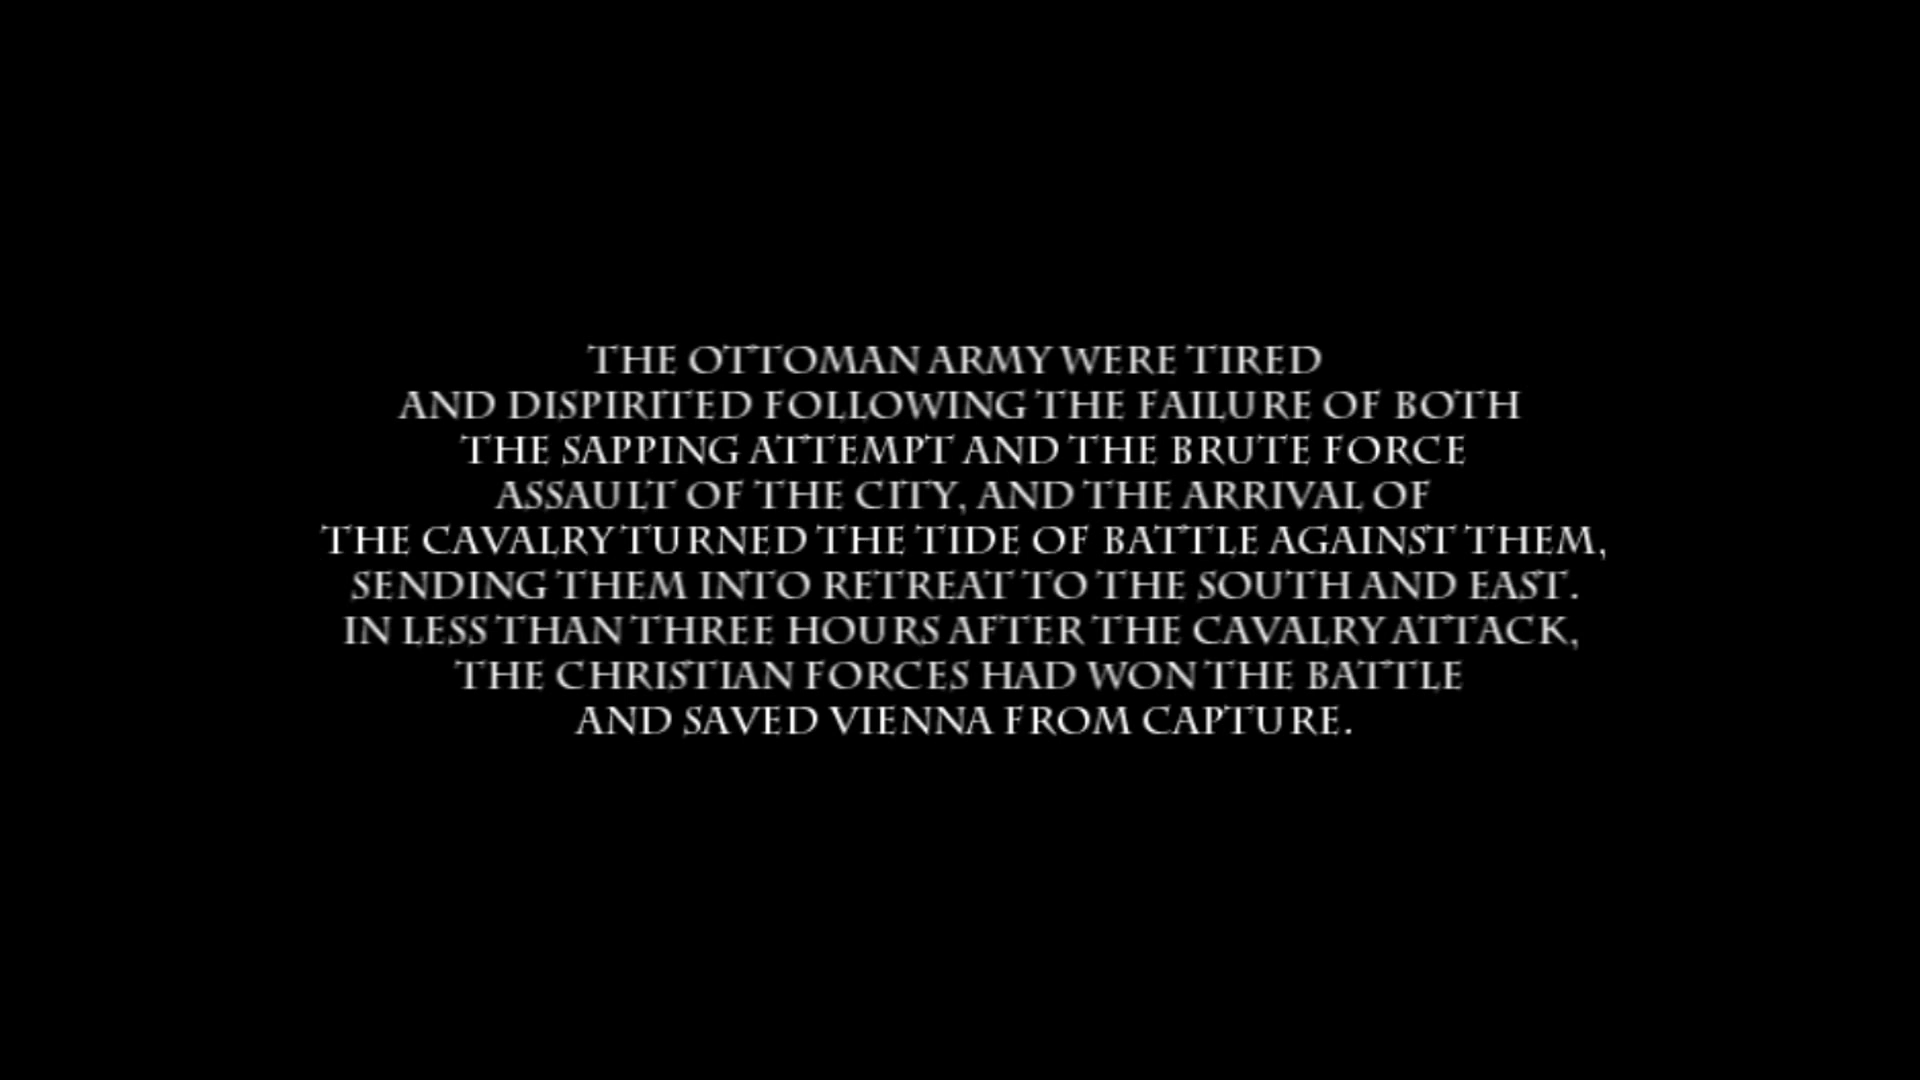 THE OTTOMAN ARMY WERE TIRED
AND DISPIRITED FOLLOWING THE FAILURE OF BOTH
THE SAPPING ATTEMPT AND THE BRUTE FORCE
ASSAULT OF THE CITY, AND THE ARRIVAL OF
THE CAVALRY TURNED THE TIDE OF BATTLE AGAINST THEM,
SENDING THEM INTO RETREAT TO THE SOUTH AND EAST.
IN LESS THAN THREE HOURS AFTER THE CAVALRY ATTACK,
THE CHRISTIAN FORCES HAD WON THE BATTLE
AND SAVED VIENNA FROM CAPTURE.